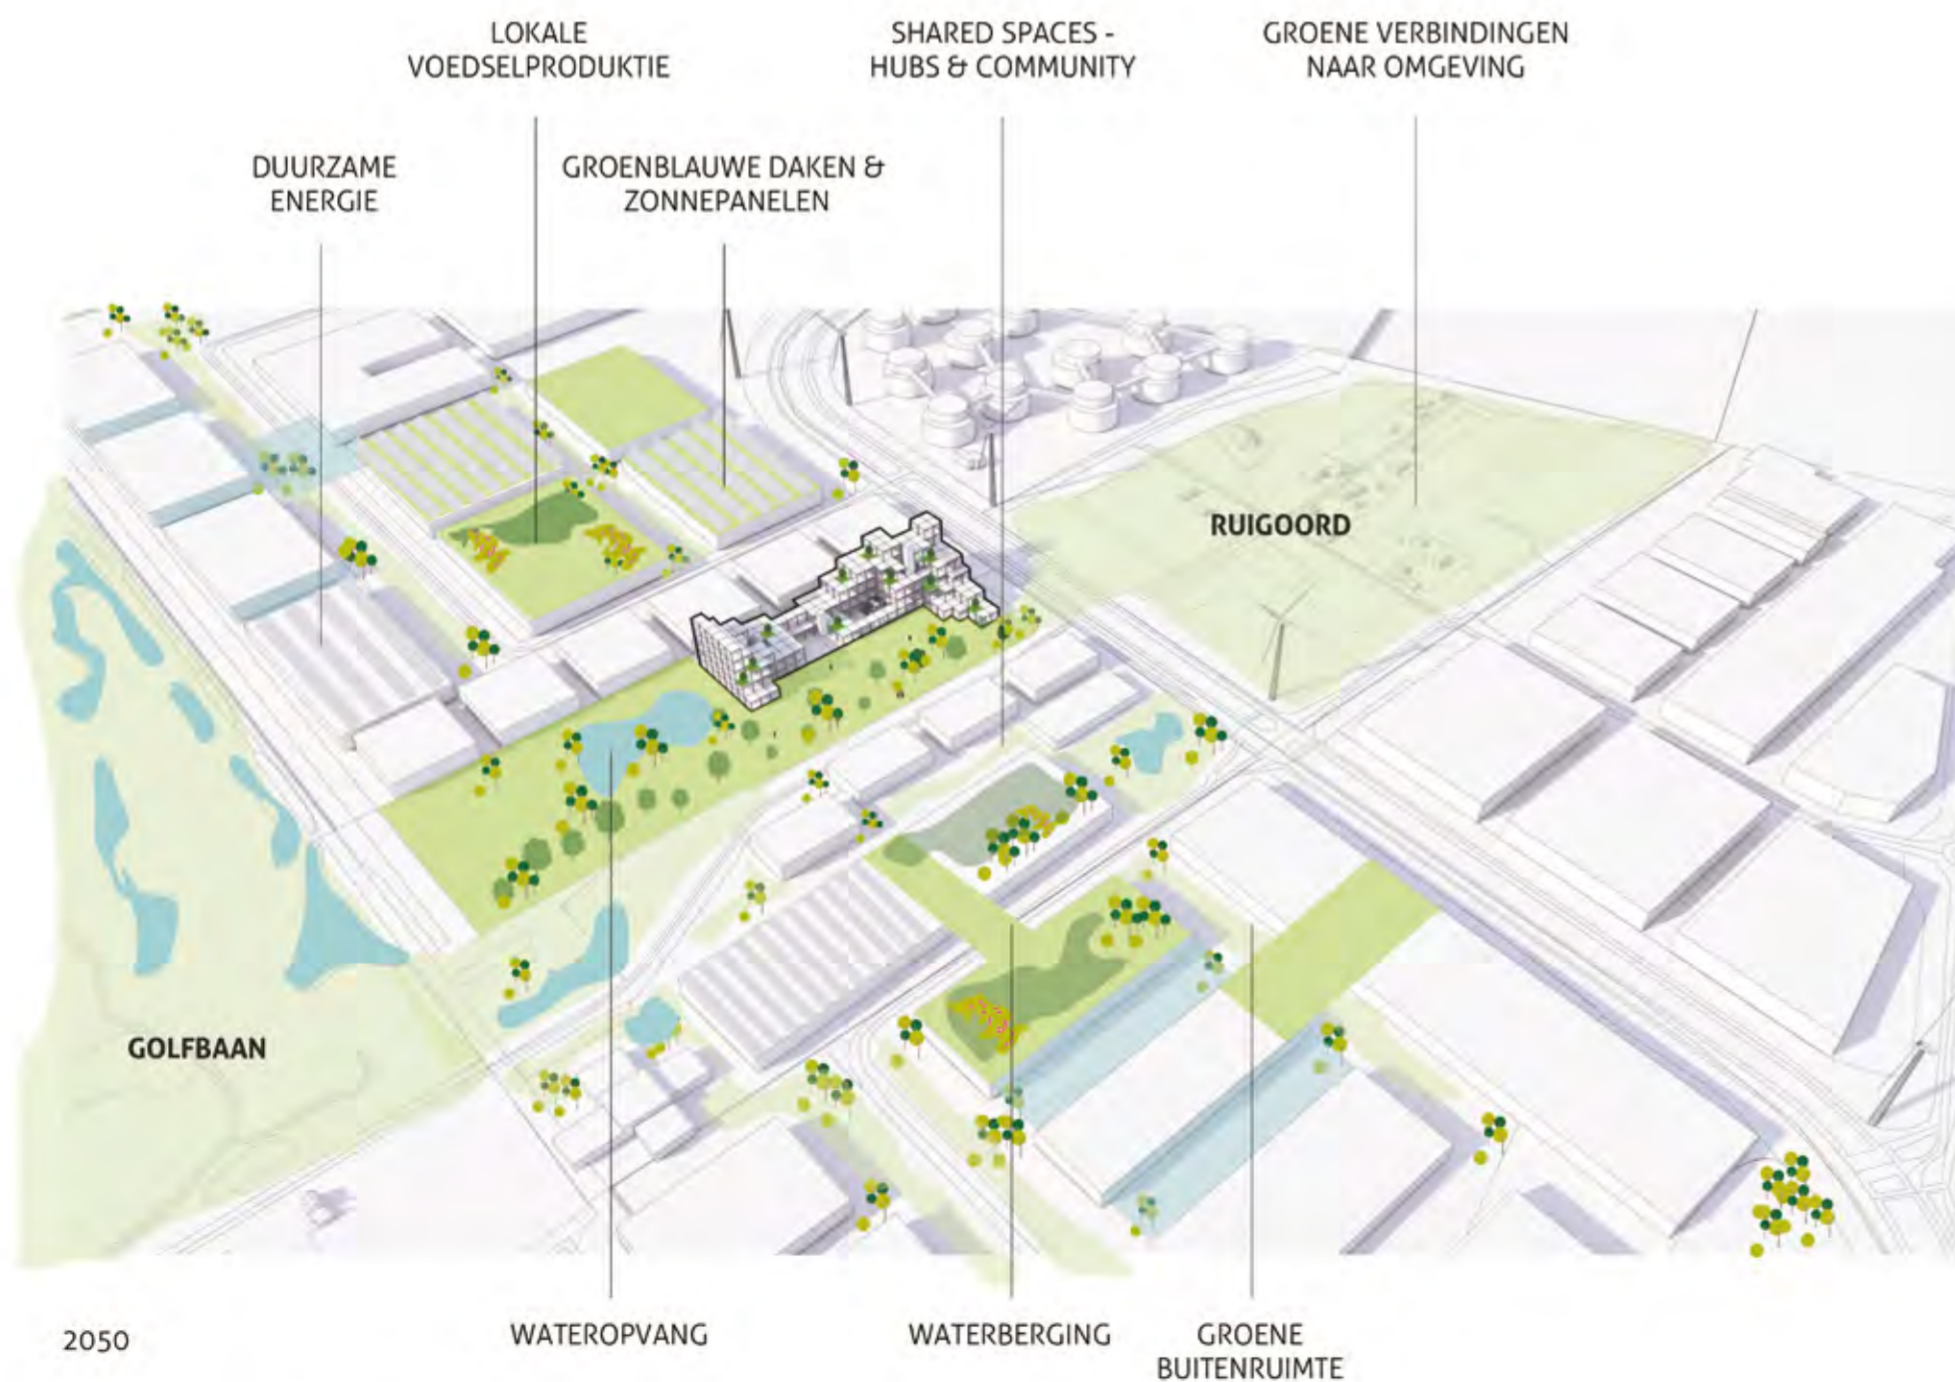 LOKALE
VOEDSELPRODUKTIE
SHARED SPACES -
HUBS & COMMUNITY
GROENE VERBINDINGEN
NAAR OMGEVING
DUURZAME
ENERGIE
GROENBLAUWE DAKEN &
ZONNEPANELEN
RUIGOORD
GOLFBAAN
2050
WATEROPVANG
WATERBERGING
GROENE
BUITENRUIMTE